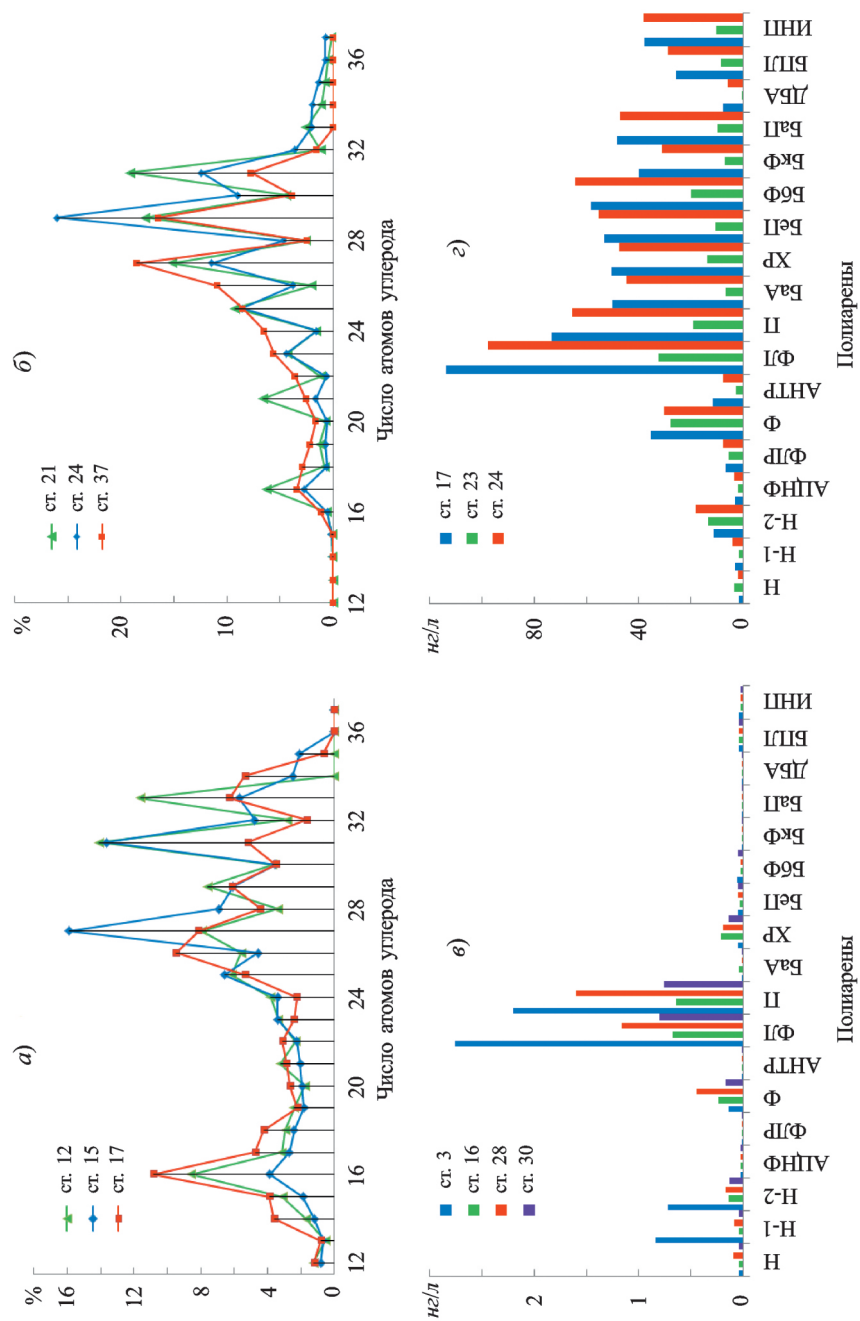 а)
%
16
12
8
4
0
ст. 12
ст. 15
ст. 17
12 16 20 24 28 32 36
Число атомов углерода
б)
%
20
10
0
ст. 21
ст. 24
ст. 37
12 16 20 24 28 32 36
Число атомов углерода
в)
нг/л
2
1
0
ст. 3
ст. 16
ст. 28
ст. 30
Н Н-1 Н-2 АЦНФ ФЛР Ф АНТР ФЛ П БаА ХР БеП БбФ БкФ БаП ДБА БПЛ ИНП
Полиарены
г)
нг/л
80
40
0
ст. 17
ст. 23
ст. 24
Н Н-1 Н-2 АЦНФ ФЛР Ф АНТР ФЛ П БаА ХР БеП БбФ БкФ БаП ДБА БПЛ ИНП
Полиарены